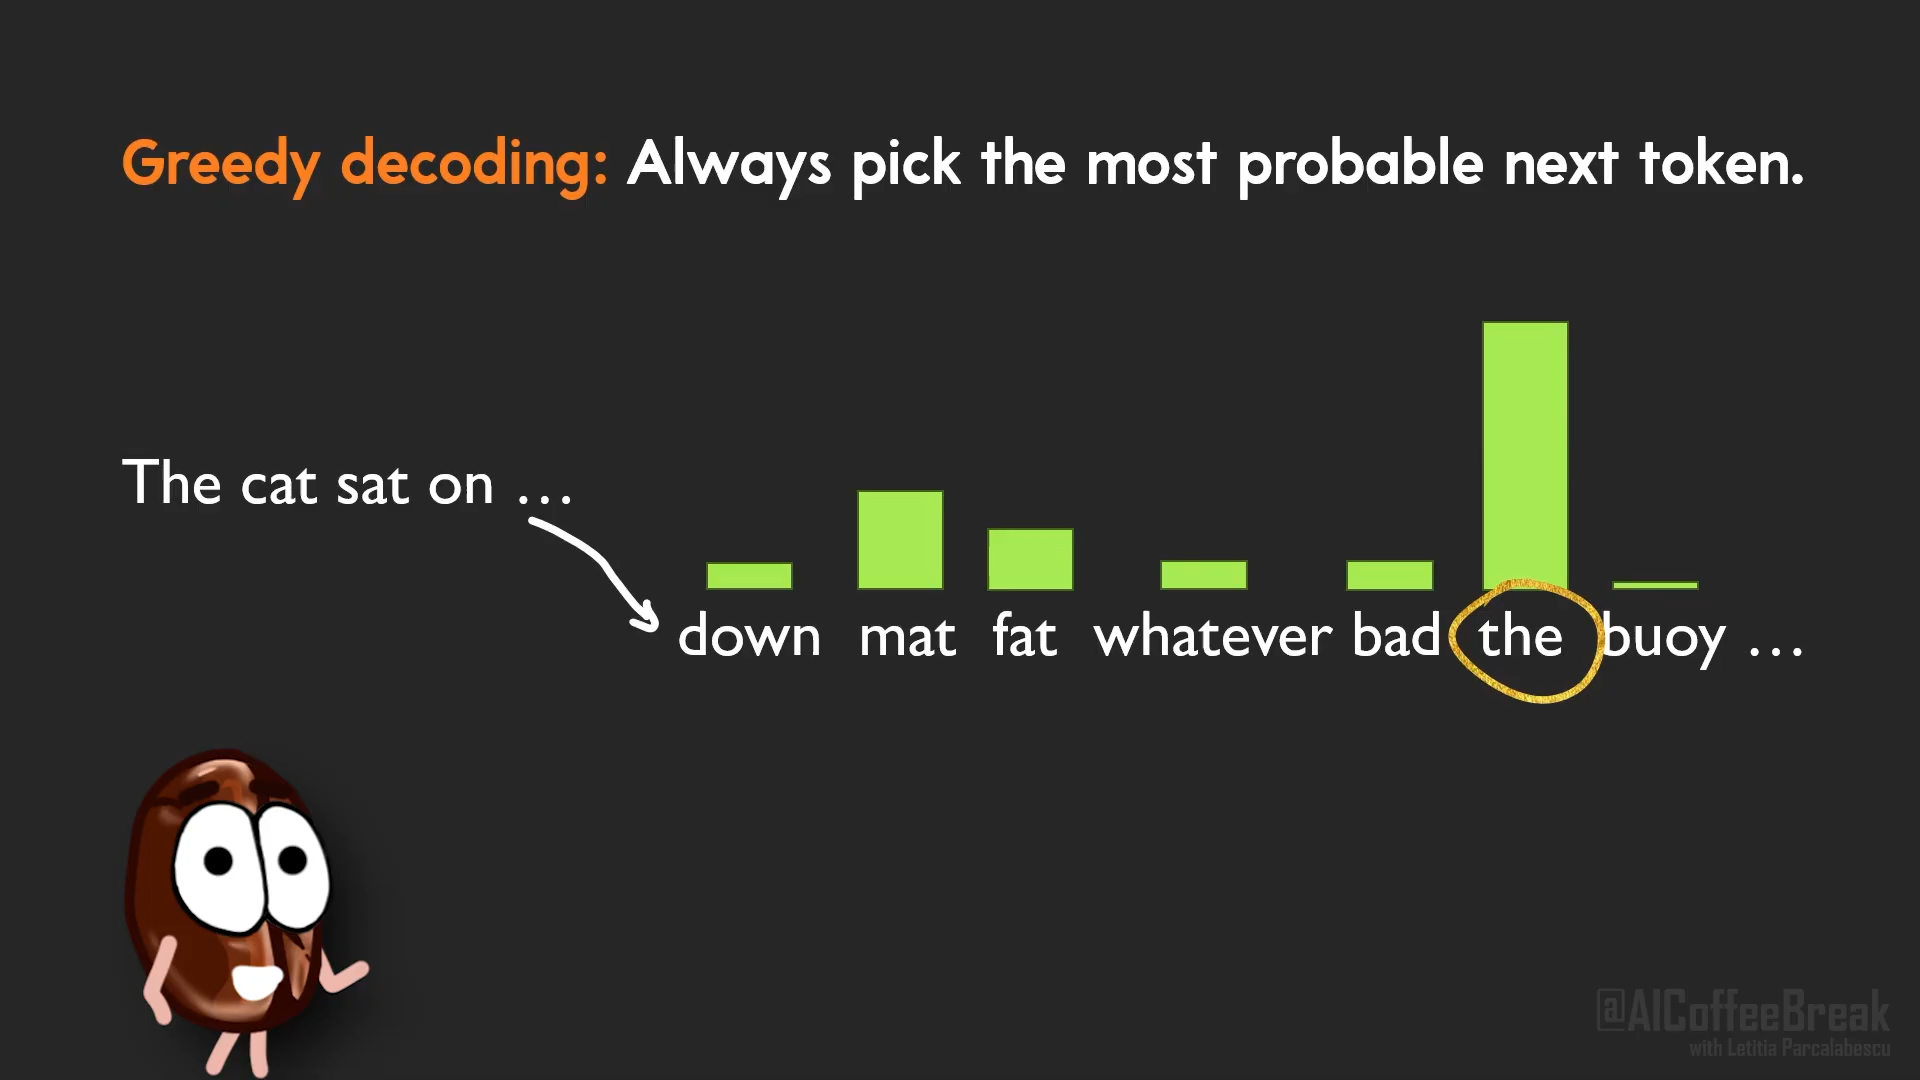 Greedy decoding: Always pick the most probable next token.
The cat sat on …
down mat fat whatever bad the buoy …
@AICoffeeBreak
with Letitia Parcalabescu